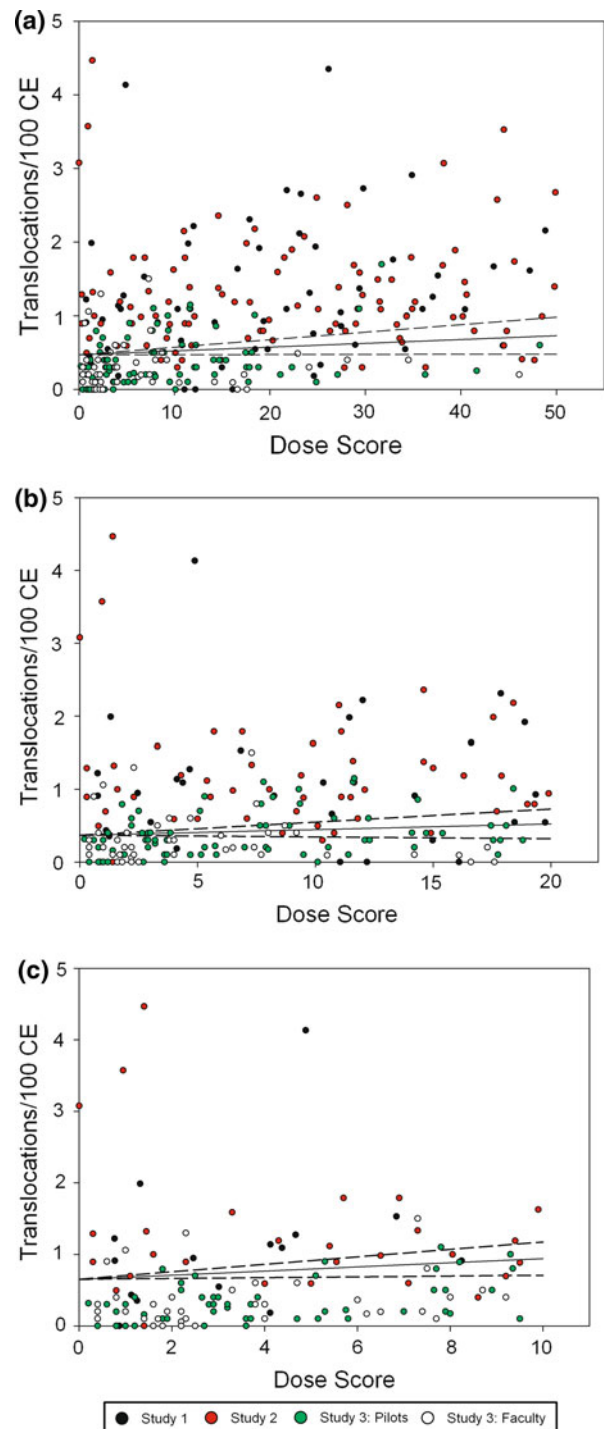 (a)
5
4
3
2
1
0
Translocations/100 CE
0 10 20 30 40 50
Dose Score
(b)
5
4
3
2
1
0
Translocations/100 CE
0 5 10 15 20
Dose Score
(c)
5
4
3
2
1
0
Translocations/100 CE
0 2 4 6 8 10
Dose Score
Study 1 Study 2 Study 3: Pilots Study 3: Faculty